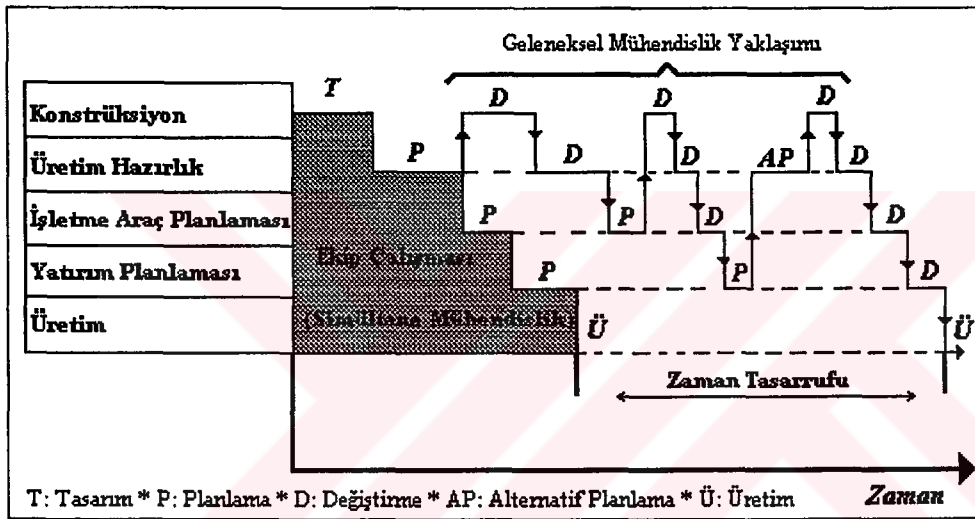 Geleneksel Mühendislik Yaklaşımı
T D D D
Konstrüksiyon
Üretim Hazırlık P D D AP D
İşletme Araç Planlaması P P D D
Ekip Çalışması
Yatırım Planlaması P P D
Üretim (Simültane Mühendislik) Ü Ü
Zaman Tasarrufu
T: Tasarım * P: Planlama * D: Değiştirme * AP: Alternatif Planlama * Ü: Üretim Zaman